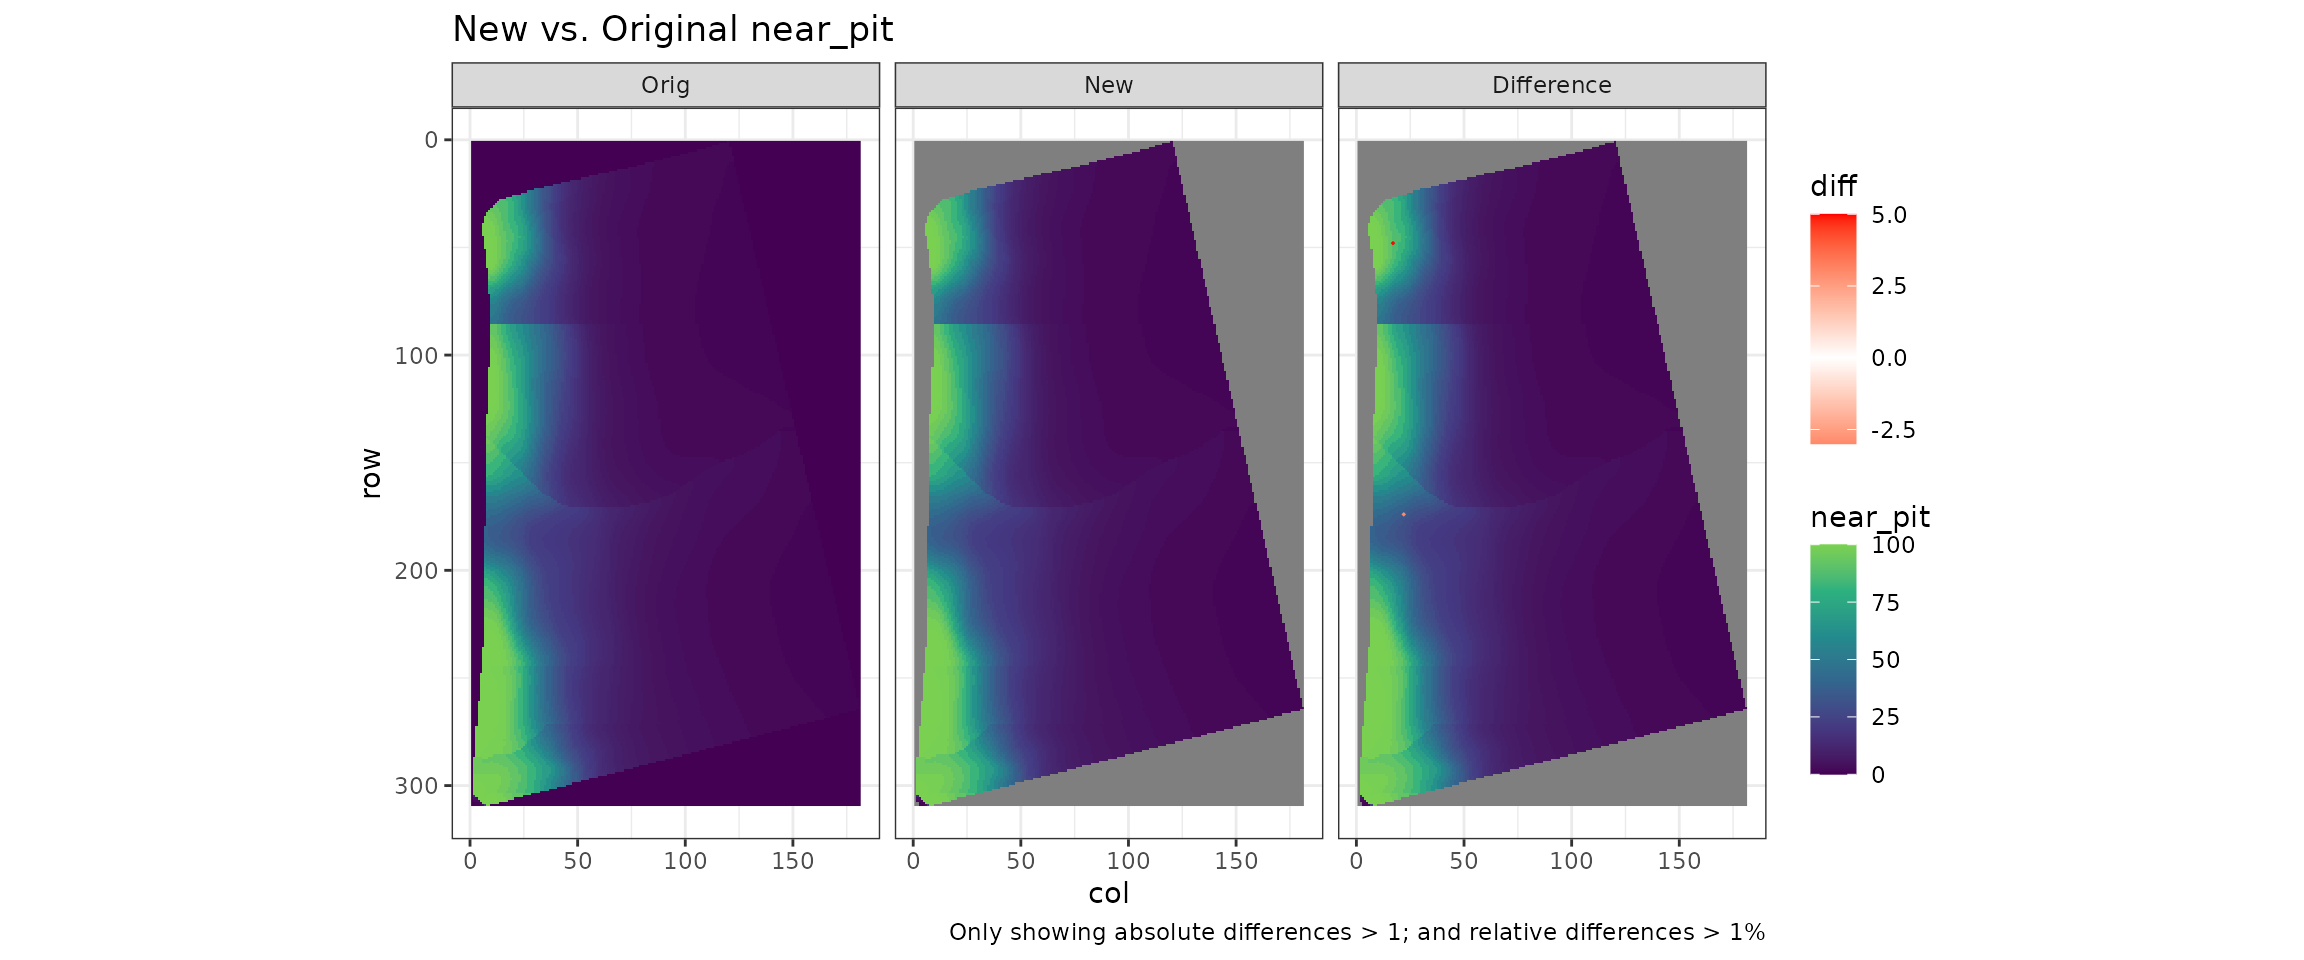 New vs. Original near_pit
Orig
New
Difference
0
100
200
300
row
0
50
100
150
0
50
100
150
0
50
100
150
col
diff
5.0
2.5
0.0
-2.5
near_pit
100
75
50
25
0
Only showing absolute differences > 1; and relative differences > 1%